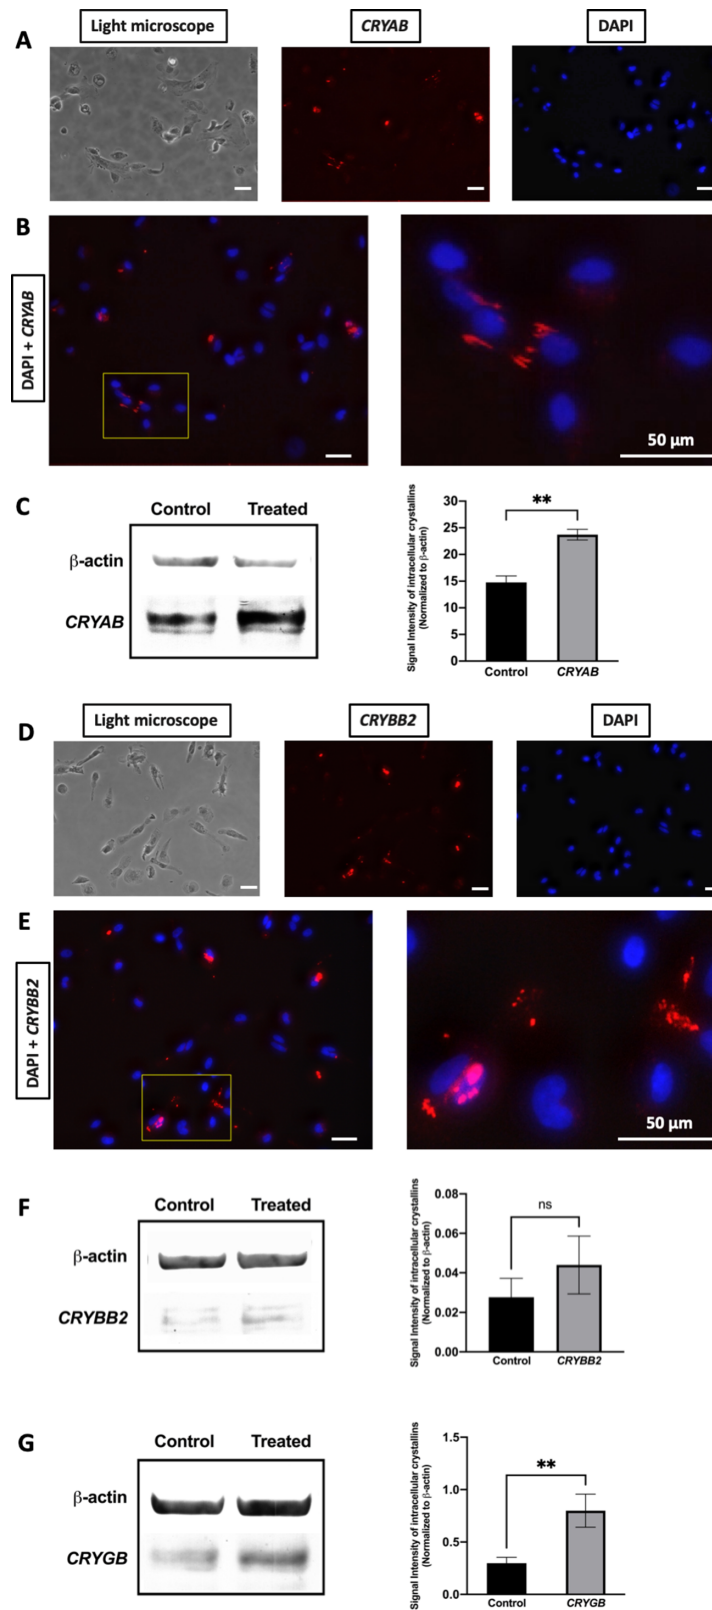 A
Light microscope
CRYAB
DAPI
B
DAPI + CRYAB
50 µm
C
Control Treated
β-actin
CRYAB
Signal Intensity of intracellular crystallins
(Normalized to β-actin)
30
25
20
15
10
5
0
**
Control
CRYAB
D
Light microscope
CRYBB2
DAPI
E
DAPI + CRYBB2
50 µm
F
Control Treated
β-actin
CRYBB2
Signal Intensity of intracellular crystallins
(Normalized to β-actin)
0.08
0.06
0.04
0.02
0.00
ns
Control
CRYBB2
G
Control Treated
β-actin
CRYGB
Signal Intensity of intracellular crystallins
(Normalized to β-actin)
1.5
1.0
0.5
0.0
**
Control
CRYGB